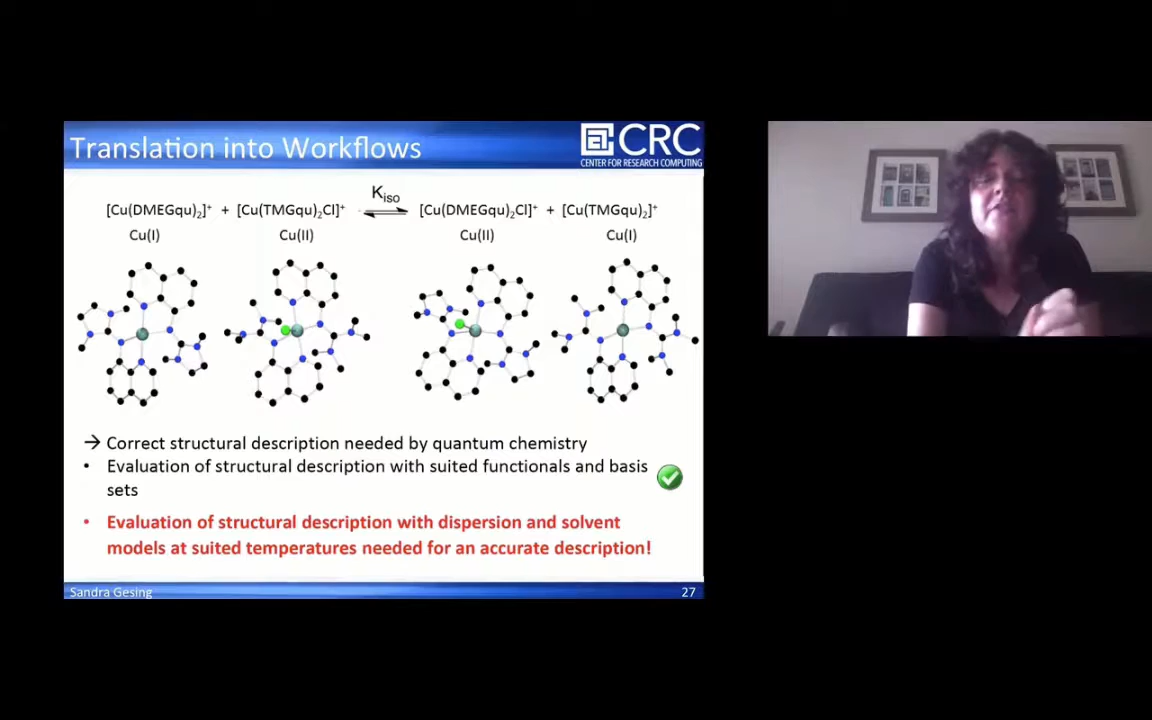 Translation into Workflows
CRC
CENTER FOR RESEARCH COMPUTING
K_iso
[Cu(DMEGqu)₂]⁺ + [Cu(TMGqu)₂Cl]⁺ ⇌ [Cu(DMEGqu)₂Cl]⁺ + [Cu(TMGqu)₂]⁺
Cu(I) Cu(II) Cu(II) Cu(I)
→ Correct structural description needed by quantum chemistry
• Evaluation of structural description with suited functionals and basis
sets
• Evaluation of structural description with dispersion and solvent
models at suited temperatures needed for an accurate description!
Sandra Gesing 27